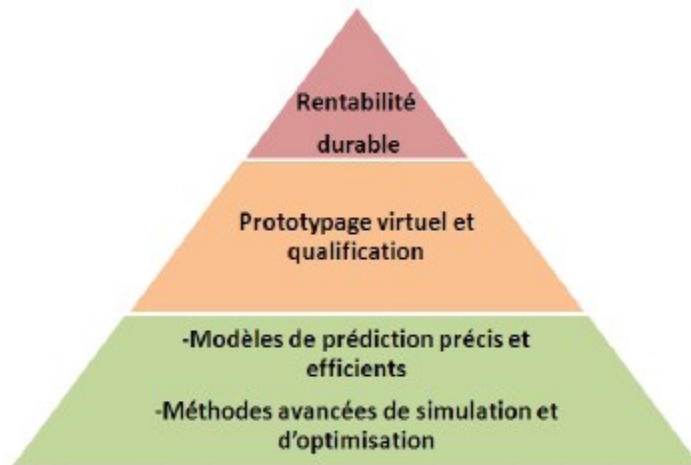 Rentabilité
durable
Prototypage virtuel et
qualification
-Modèles de prédiction précis et
efficients
-Méthodes avancées de simulation et
d'optimisation